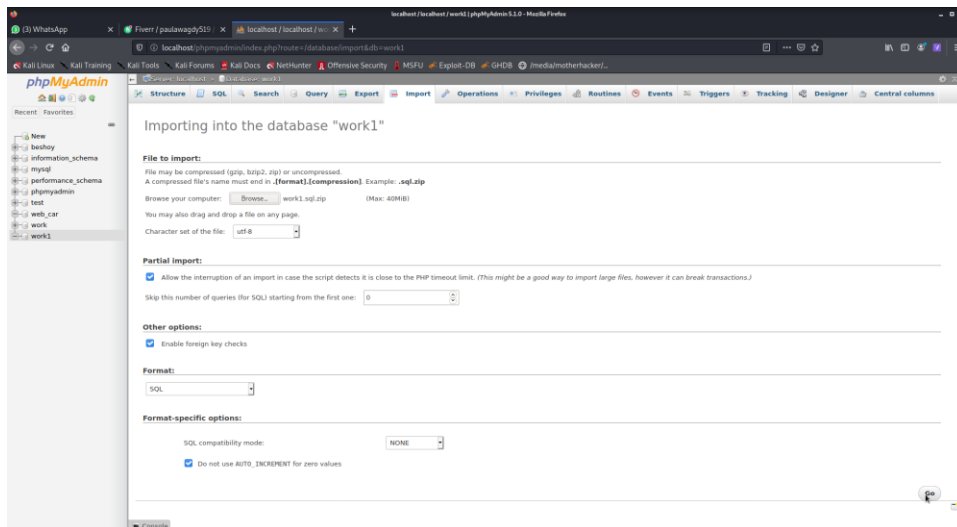 localhost / localhost / work1 | phpMyAdmin 5.1.0 - Mozilla Firefox
(3) WhatsApp
Fiverr / paulawagdy519
localhost / localhost / wo
localhost/phpmyadmin/index.php?route=/database/import&db=work1
Kali Linux Kali Training Kali Tools Kali Forums Kali Docs NetHunter Offensive Security MSFU Exploit-DB GHDB /media/motherhacker/...
phpMyAdmin
Server: localhost » Database: work1
Structure SQL Search Query Export Import Operations Privileges Routines Events Triggers Tracking Designer Central columns
Recent Favorites
New
beshoy
information_schema
mysql
performance_schema
phpmyadmin
test
web_car
work
work1
Importing into the database "work1"
File to import:
File may be compressed (gzip, bzip2, zip) or uncompressed.
A compressed file's name must end in .[format].[compression]. Example: .sql.zip
Browse your computer: Browse... work1.sql.zip (Max: 40MiB)
You may also drag and drop a file on any page.
Character set of the file: utf-8
Partial import:
Allow the interruption of an import in case the script detects it is close to the PHP timeout limit. (This might be a good way to import large files, however it can break transactions.)
Skip this number of queries (for SQL) starting from the first one: 0
Other options:
Enable foreign key checks
Format:
SQL
Format-specific options:
SQL compatibility mode: NONE
Do not use AUTO_INCREMENT for zero values
Go
Console